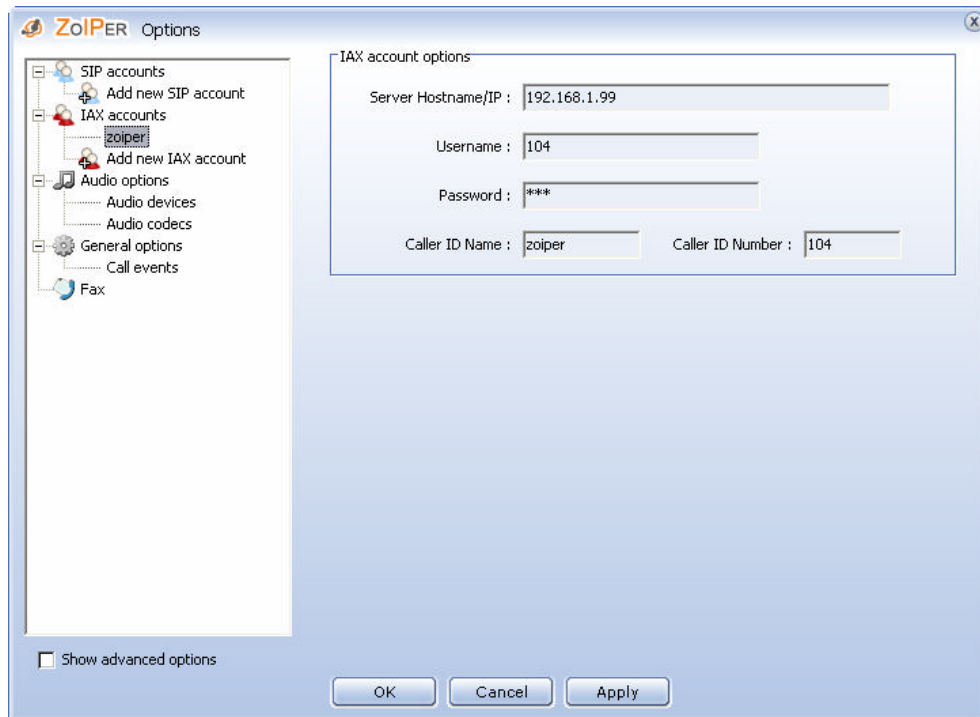 ZOIPER Options
SIP accounts
Add new SIP account
IAX accounts
zoiper
Add new IAX account
Audio options
Audio devices
Audio codecs
General options
Call events
Fax
Show advanced options
IAX account options
Server Hostname/IP : 192.168.1.99
Username : 104
Password : ***
Caller ID Name : zoiper Caller ID Number : 104
OK Cancel Apply